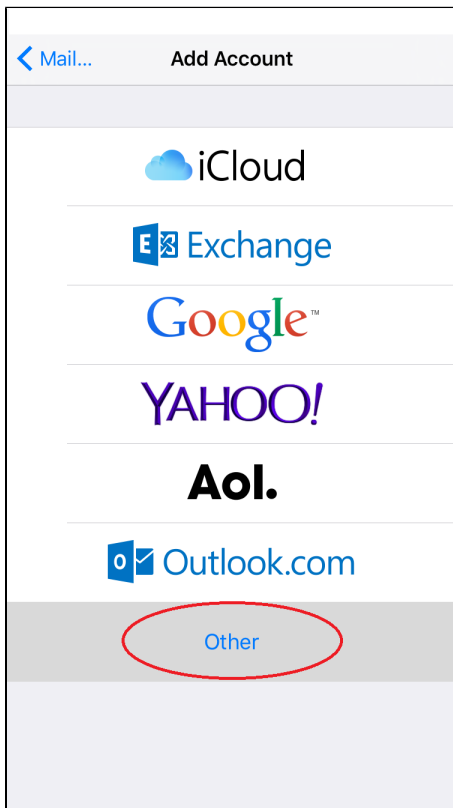 Mail... Add Account
iCloud
E Exchange
Google™
YAHOO!
Aol.
o Outlook.com
Other